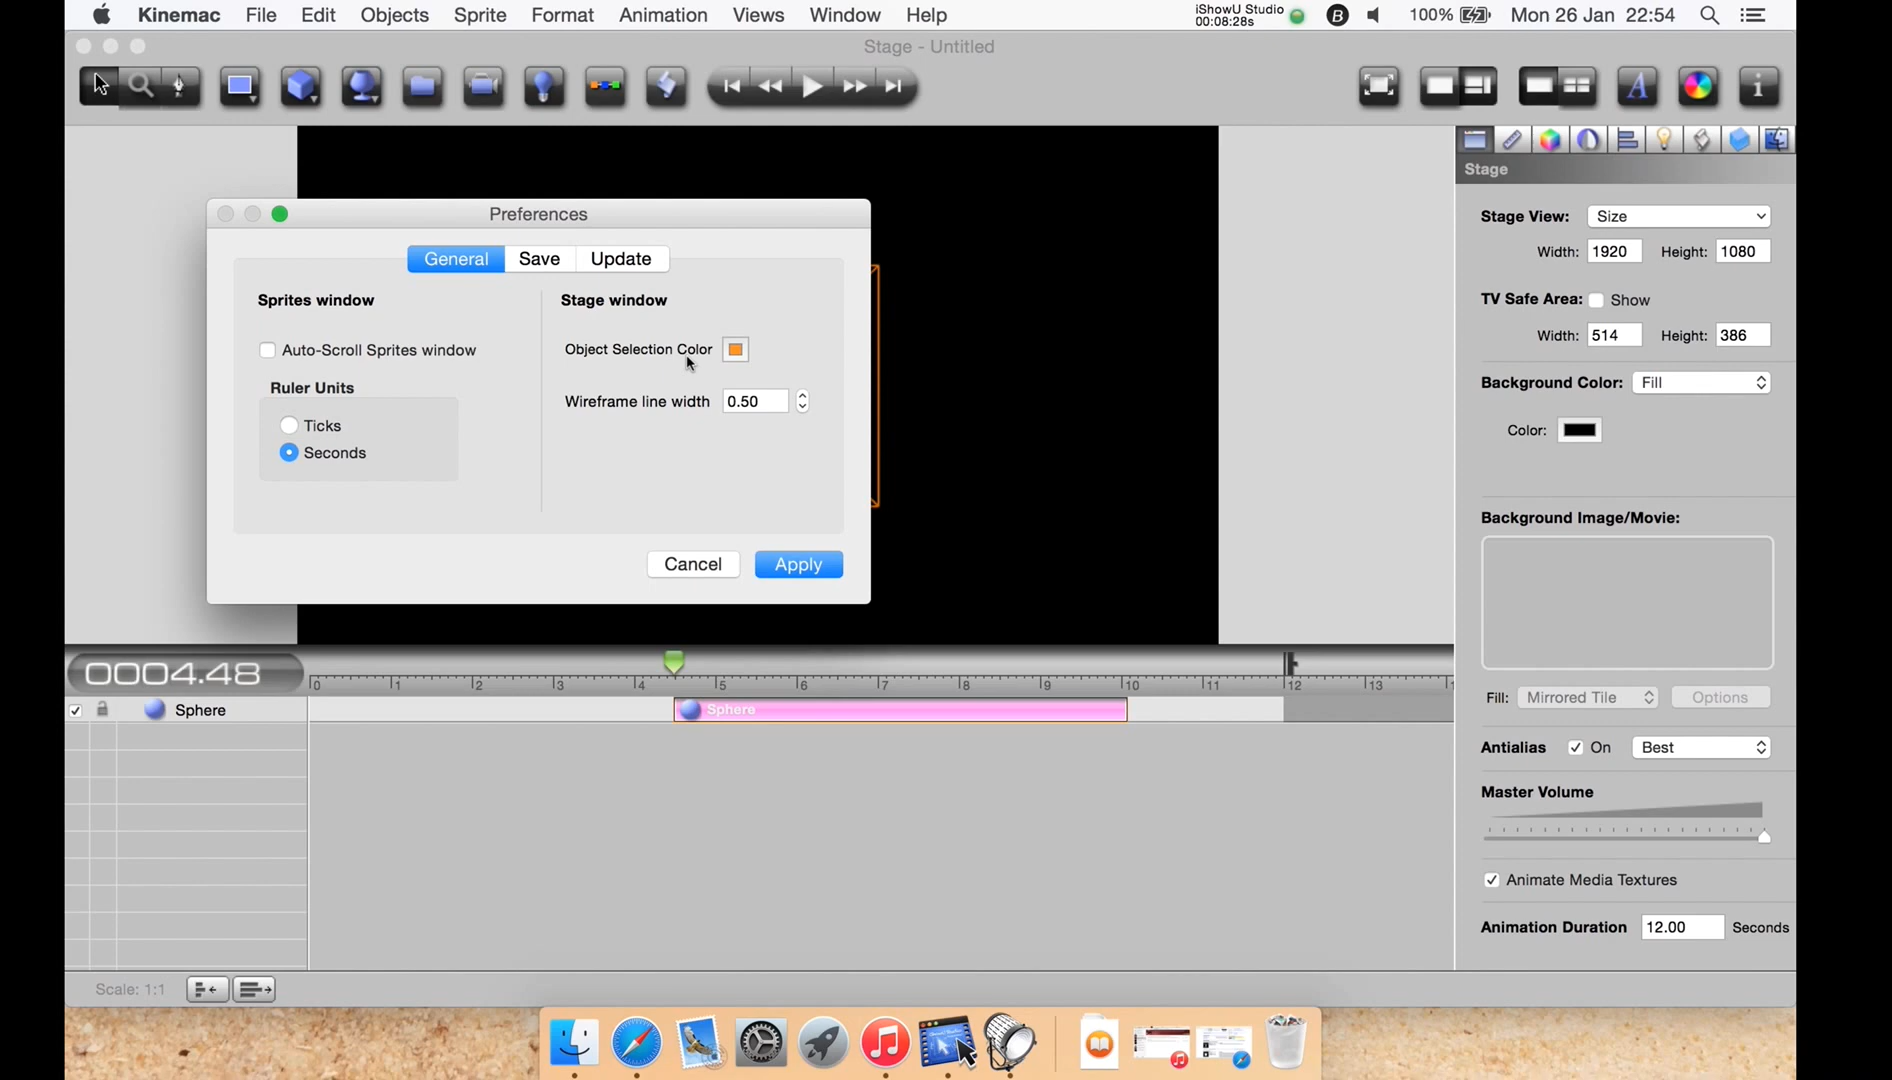 Kinemac File Edit Objects Sprite Format Animation Views Window Help
iShowU Studio
00:08:28s
B
100% Mon 26 Jan 22:54
Stage - Untitled
A
i
Stage
Preferences
General Save Update
Sprites window
Stage window
Auto-Scroll Sprites window
Object Selection Color
Ruler Units
Wireframe line width 0.50
Ticks
Seconds
Cancel Apply
Stage View: Size
Width: 1920 Height: 1080
TV Safe Area: Show
Width: 514 Height: 386
Background Color: Fill
Color:
Background Image/Movie:
Fill: Mirrored Tile Options
Antialias On Best
Master Volume
Animate Media Textures
Animation Duration 12.00 Seconds
0004.48
0 1 2 3 4 5 6 7 8 9 10 11 12 13
Sphere
Sphere
Scale: 1:1